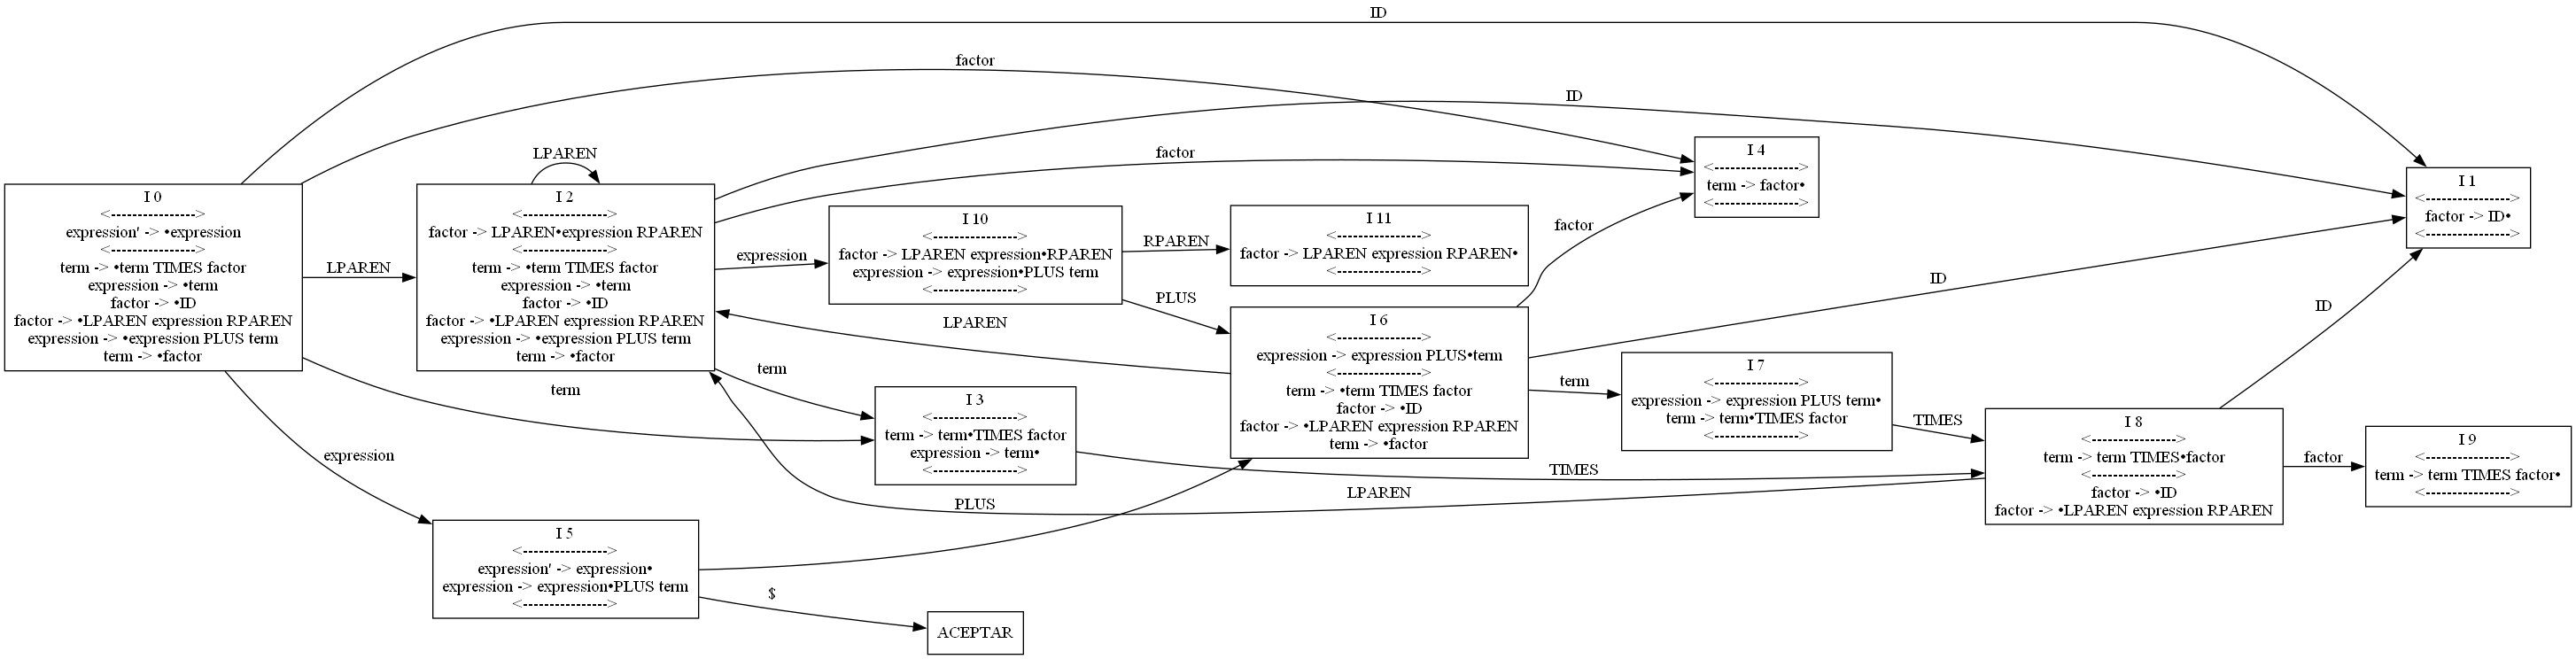 ID
factor
ID
LPAREN
factor
I 4
<------------------>
term -> factor•
<------------------>
I 1
<------------------>
factor -> ID•
<------------------>
I 0
<------------------>
expression' -> •expression
<------------------>
term -> •term TIMES factor
expression -> •term
factor -> •ID
factor -> •LPAREN expression RPAREN
expression -> •expression PLUS term
term -> •factor
LPAREN
I 2
<------------------>
factor -> LPAREN•expression RPAREN
<------------------>
term -> •term TIMES factor
expression -> •term
factor -> •ID
factor -> •LPAREN expression RPAREN
expression -> •expression PLUS term
term -> •factor
expression
I 10
<------------------>
factor -> LPAREN expression•RPAREN
expression -> expression•PLUS term
<------------------>
RPAREN
I 11
<------------------>
factor -> LPAREN expression RPAREN•
<------------------>
factor
PLUS
ID
LPAREN
ID
I 6
<------------------>
expression -> expression PLUS•term
<------------------>
term -> •term TIMES factor
factor -> •ID
factor -> •LPAREN expression RPAREN
term -> •factor
term
I 7
<------------------>
expression -> expression PLUS term•
term -> term•TIMES factor
<------------------>
term
term
I 3
<------------------>
term -> term•TIMES factor
expression -> term•
<------------------>
TIMES
I 8
<------------------>
term -> term TIMES•factor
<------------------>
factor -> •ID
factor -> •LPAREN expression RPAREN
factor
I 9
<------------------>
term -> term TIMES factor•
<------------------>
expression
TIMES
LPAREN
PLUS
I 5
<------------------>
expression' -> expression•
expression -> expression•PLUS term
<------------------>
$
ACEPTAR